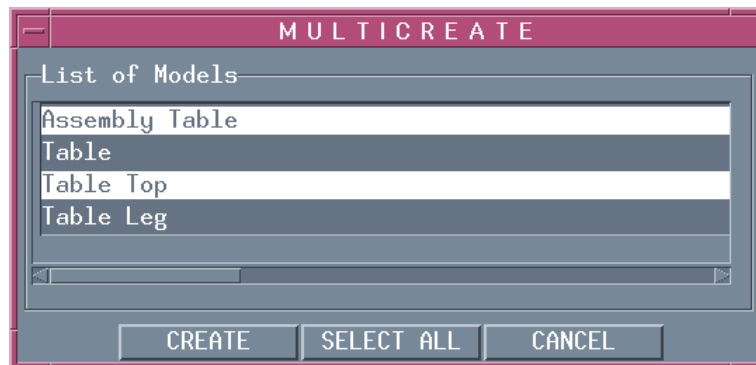 MULTICREATE
List of Models
Assembly Table
Table
Table Top
Table Leg
CREATE SELECT ALL CANCEL